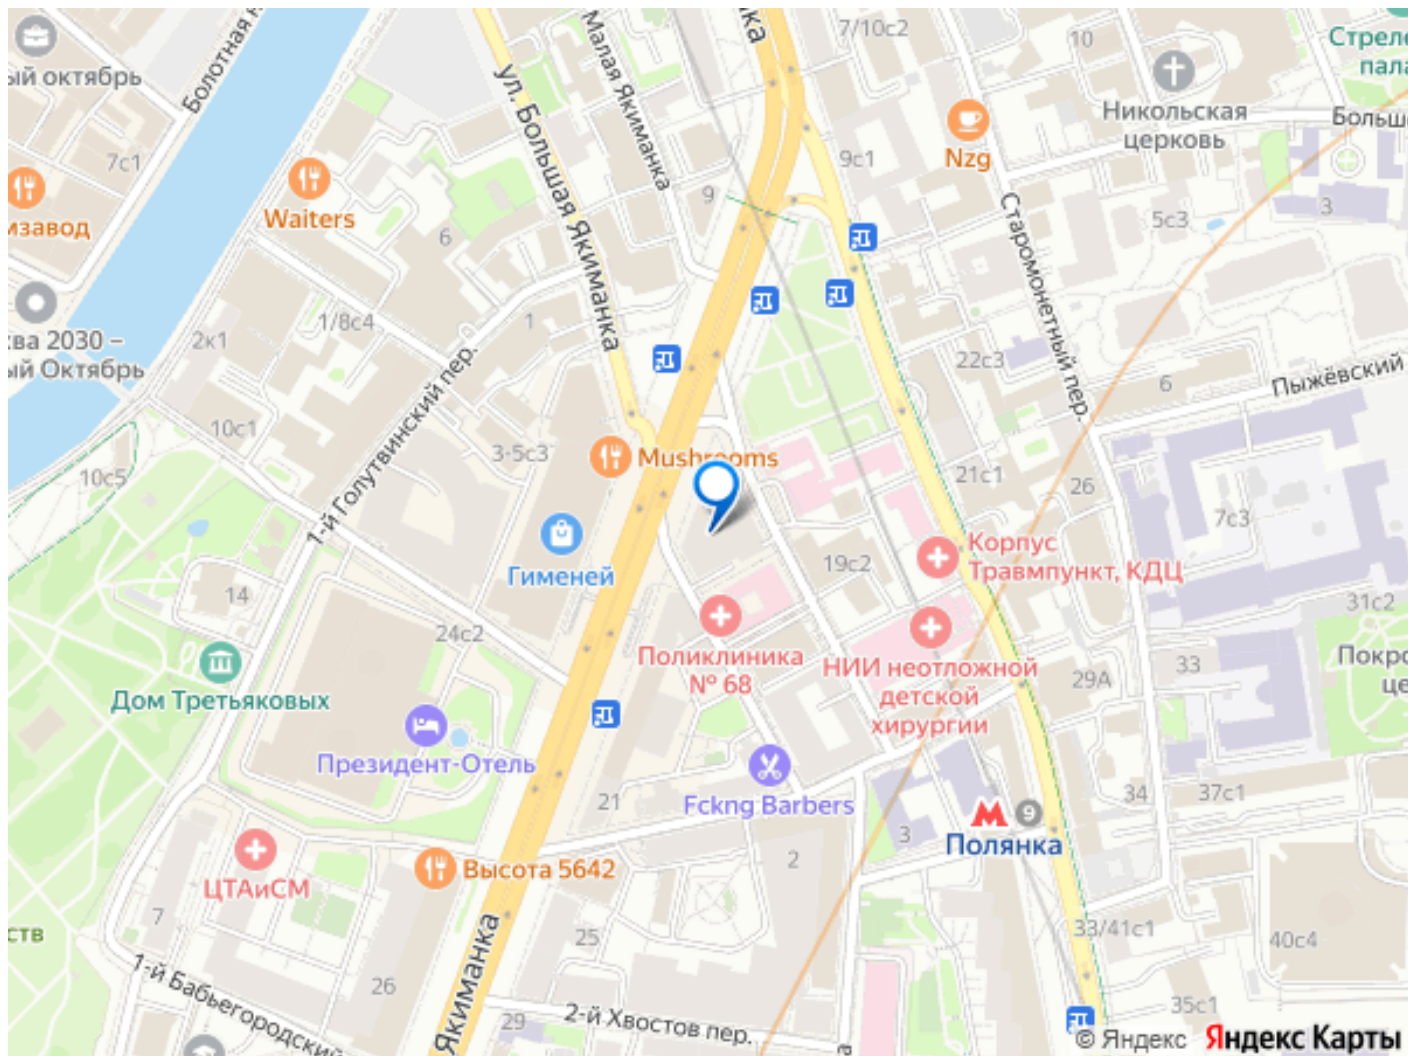 Болотная н
ый октябрь
7с1
мзавод
Waiters
6
ква 2030 –
ый Октябрь
2к1
1/8с4
1
1-й Голутвинский пер.
10с1
10с5
ул. Большая Якиманка
Малая Якиманка
нка
9
7/10с2
10
Стреле
пала
Никольская
церковь
Больш
Nzg
9с1
Старомонетный пер.
5с3
3
22с3
6
Пыжёвский
3-5с3
Mushrooms
21с1
26
7с3
Гименей
19с2
Корпус
Травмпункт, КДЦ
14
24с2
Дом Третьяковых
Поликлиника
№ 68
НИИ неотложной
детской
хирургии
31с2
Покро
це
33
29А
Президент-Отель
21
Fckng Barbers
34
37с1
9
3
Полянка
2
ЦТАиСМ
Высота 5642
7
ств
25
26
33/41с1
40с4
1-й Бабьегородский
Якиманка
29
2-й Хвостов пер.
а
35с1
© Яндекс Яндекс Карты